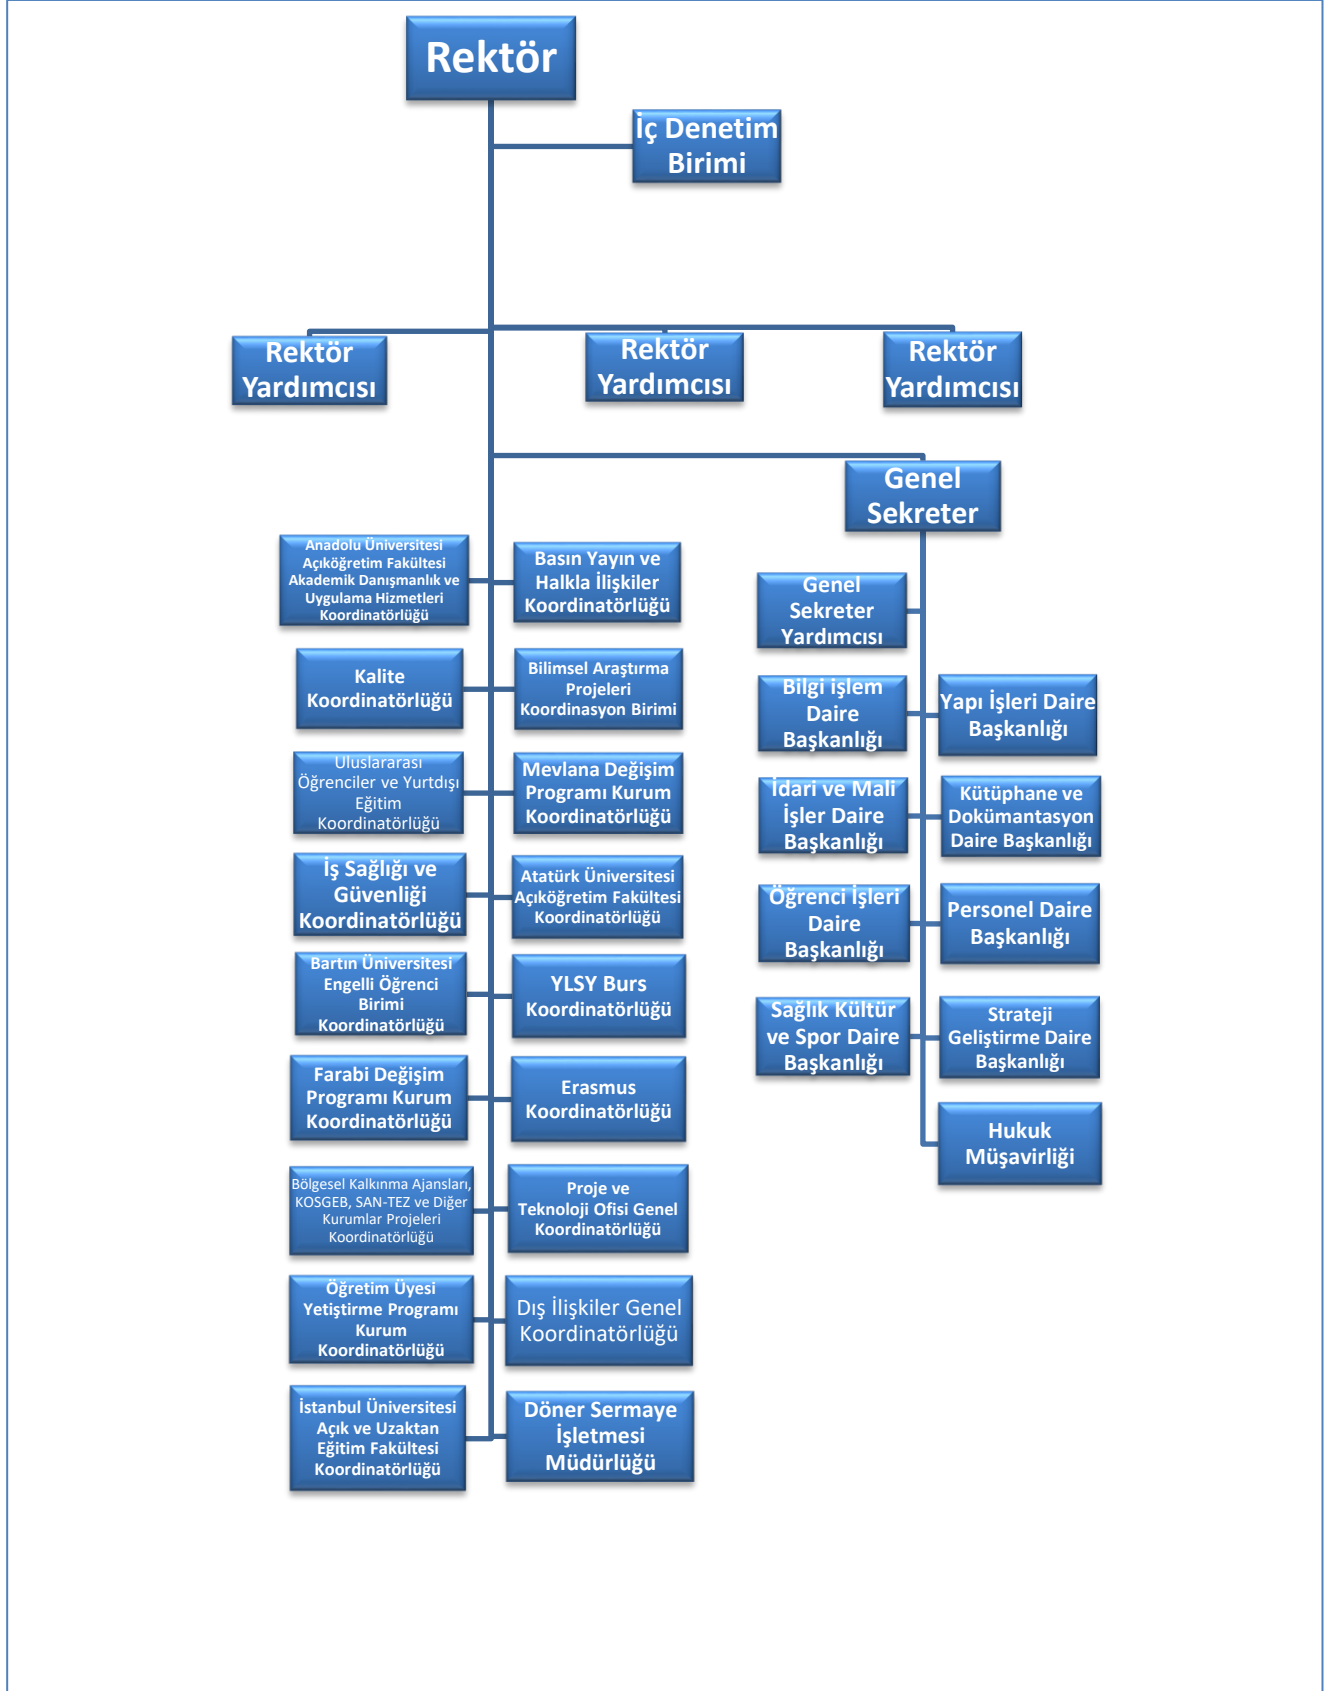 Rektör
İç Denetim
Birimi
Rektör
Yardımcısı
Rektör
Yardımcısı
Rektör
Yardımcısı
Genel
Sekreter
Anadolu Üniversitesi
Açıköğretim Fakültesi
Akademik Danışmanlık ve
Uygulama Hizmetleri
Koordinatörlüğü
Basın Yayın ve
Halkla İlişkiler
Koordinatörlüğü
Kalite
Koordinatörlüğü
Bilimsel Araştırma
Projeleri
Koordinasyon Birimi
Uluslararası
Öğrenciler ve Yurtdışı
Eğitim
Koordinatörlüğü
Mevlana Değişim
Programı Kurum
Koordinatörlüğü
İş Sağlığı ve
Güvenliği
Koordinatörlüğü
Atatürk Üniversitesi
Açıköğretim Fakültesi
Koordinatörlüğü
Bartın Üniversitesi
Engelli Öğrenci
Birimi
Koordinatörlüğü
YLSY Burs
Koordinatörlüğü
Farabi Değişim
Programı Kurum
Koordinatörlüğü
Erasmus
Koordinatörlüğü
Bölgesel Kalkınma Ajansları,
KOSGEB, SAN-TEZ ve Diğer
Kurumlar Projeleri
Koordinatörlüğü
Proje ve
Teknoloji Ofisi Genel
Koordinatörlüğü
Öğretim Üyesi
Yetiştirme Programı
Kurum
Koordinatörlüğü
Dış İlişkiler Genel
Koordinatörlüğü
İstanbul Üniversitesi
Açık ve Uzaktan
Eğitim Fakültesi
Koordinatörlüğü
Döner Sermaye
İşletmesi
Müdürlüğü
Genel
Sekreter
Yardımcısı
Bilgi işlem
Daire
Başkanlığı
Yapı İşleri Daire
Başkanlığı
İdari ve Mali
İşler Daire
Başkanlığı
Kütüphane ve
Dokümantasyon
Daire Başkanlığı
Öğrenci İşleri
Daire
Başkanlığı
Personel Daire
Başkanlığı
Sağlık Kültür
ve Spor Daire
Başkanlığı
Strateji
Geliştirme Daire
Başkanlığı
Hukuk
Müşavirliği